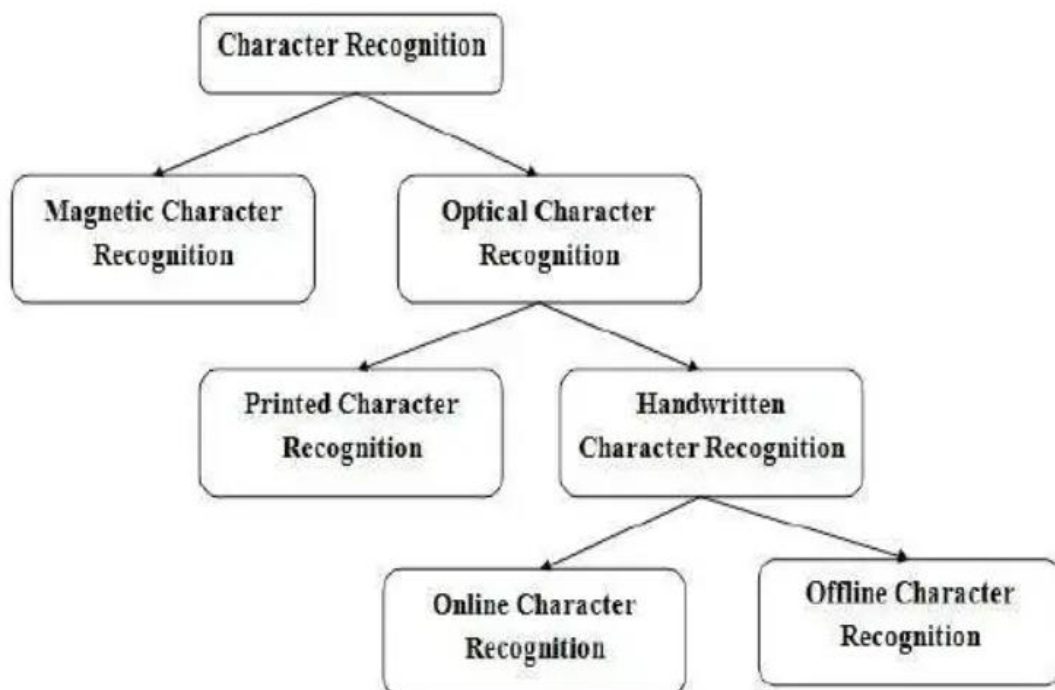 Character Recognition
Magnetic Character
Recognition
Optical Character
Recognition
Printed Character
Recognition
Handwritten
Character Recognition
Online Character
Recognition
Offline Character
Recognition